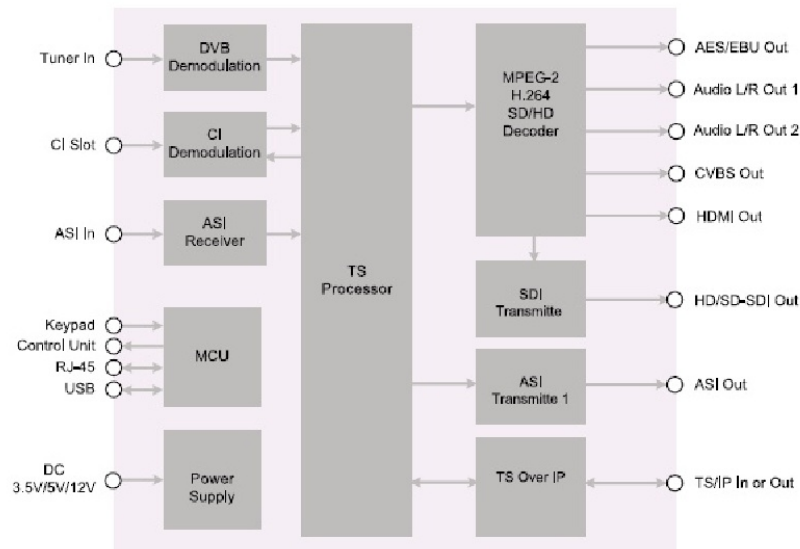 Tuner In
DVB
Demodulation
CI Slot
CI
Demodulation
ASI In
ASI
Receiver
Keypad
Control Unit
RJ-45
USB
MCU
DC
3.5V/5V/12V
Power
Supply
TS
Processor
MPEG-2
H.264
SD/HD
Decoder
AES/EBU Out
Audio L/R Out 1
Audio L/R Out 2
CVBS Out
HDMI Out
SDI
Transmitte
HD/SD-SDI Out
ASI
Transmitte 1
ASI Out
TS Over IP
TS/IP In or Out